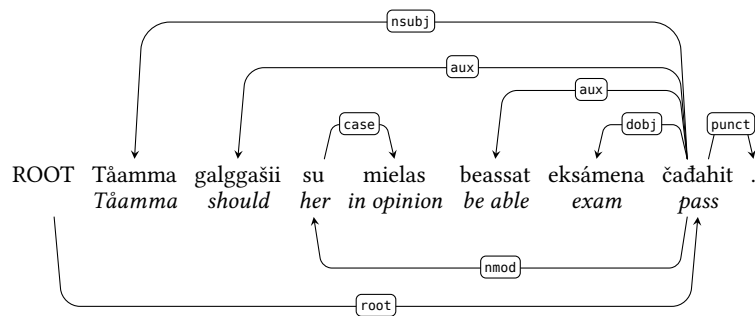 nsubj
aux
aux
case dobj punct
ROOT Tåamma galggašii su mielas beassat eksámena čađahit .
Tåamma should her in opinion be able exam pass
nmod
root